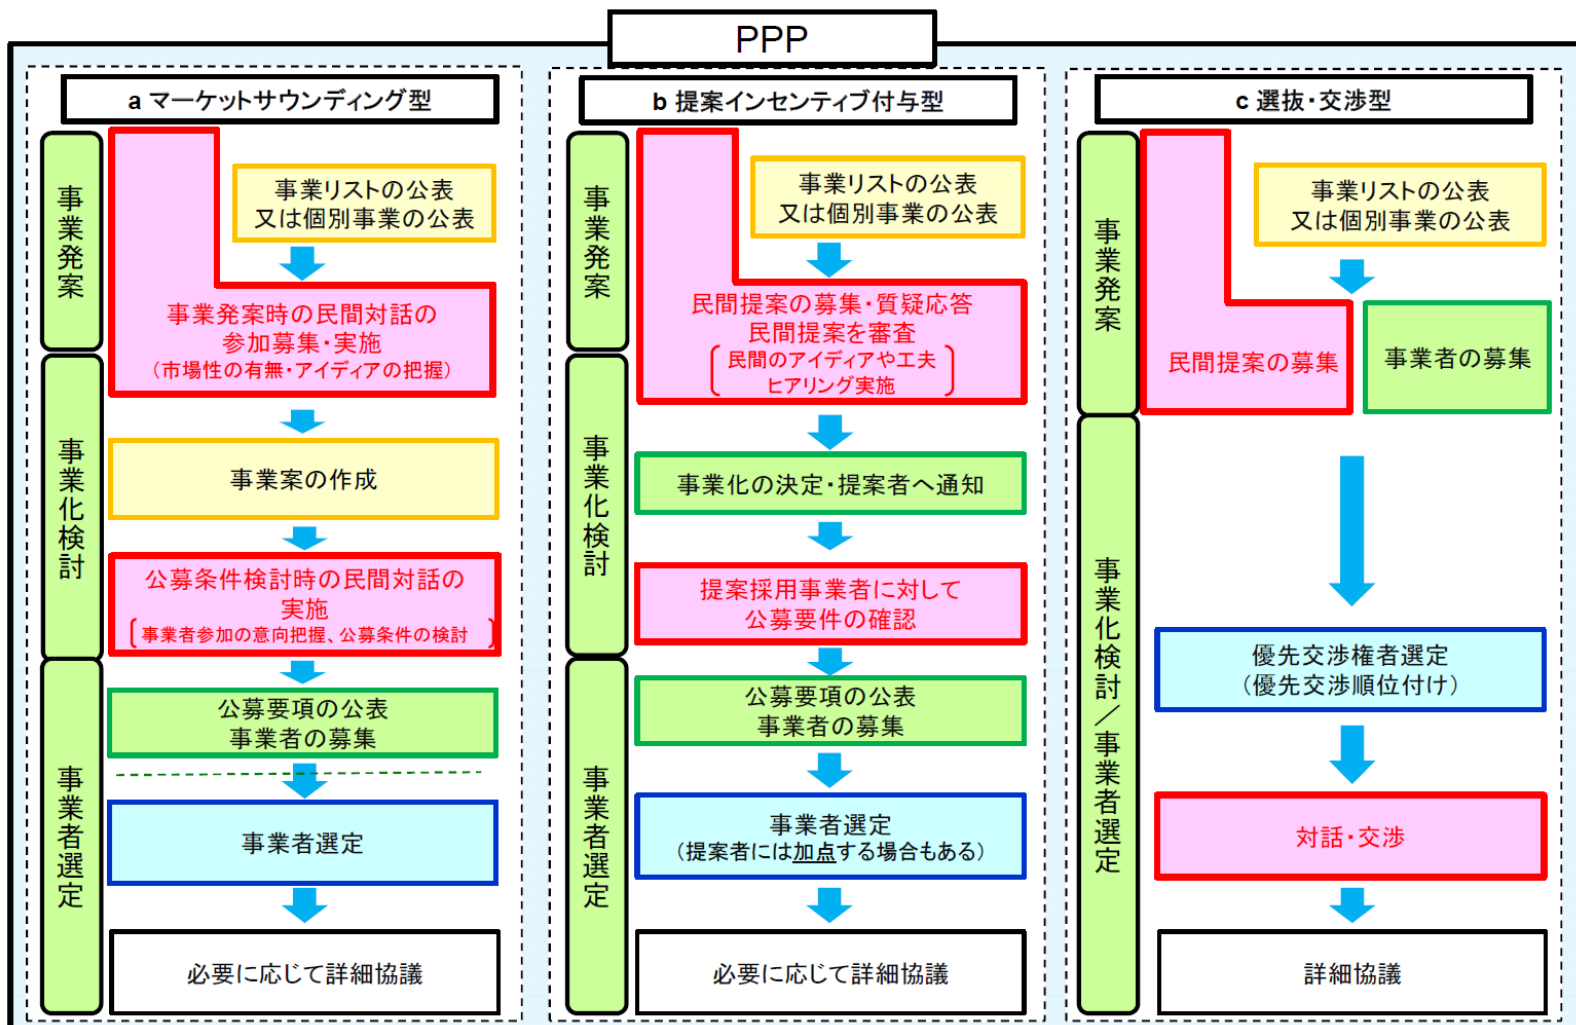 PPP
a マーケットサウンディング型
事業発案
事業リストの公表
又は個別事業の公表
事業発案時の民間対話の
参加募集・実施
(市場性の有無・アイディアの把握)
事業化検討
事業案の作成
公募条件検討時の民間対話の
実施
事業者参加の意向把握、公募条件の検討
事業者選定
公募要項の公表
事業者の募集
事業者選定
必要に応じて詳細協議
b 提案インセンティブ付与型
事業発案
事業リストの公表
又は個別事業の公表
民間提案の募集・質疑応答
民間提案を審査
民間のアイディアや工夫
ヒアリング実施
事業化検討
事業化の決定・提案者へ通知
提案採用事業者に対して
公募要件の確認
事業者選定
公募要項の公表
事業者の募集
事業者選定
(提案者には加点する場合もある)
必要に応じて詳細協議
c 選抜・交渉型
事業発案
事業リストの公表
又は個別事業の公表
民間提案の募集
事業者の募集
事業化検討/事業者選定
優先交渉権者選定
(優先交渉順位付け)
対話・交渉
詳細協議